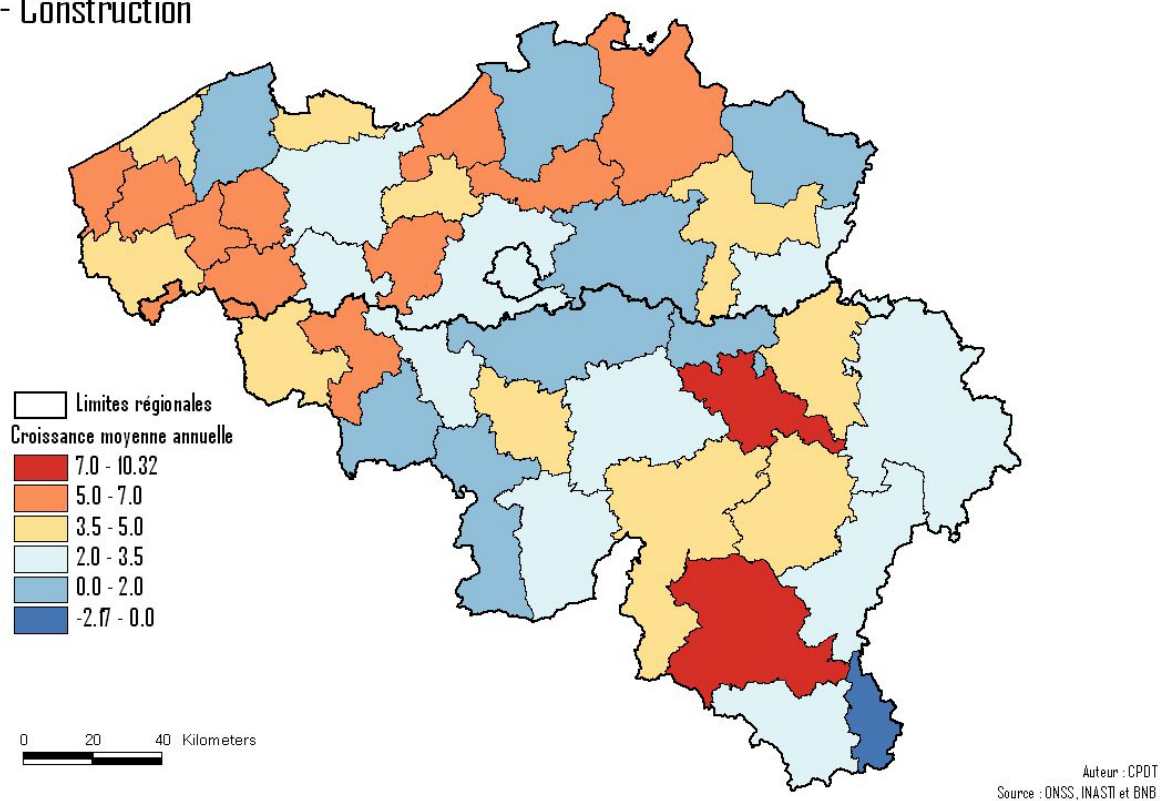 - Construction
Limites régionales
Croissance moyenne annuelle
7.0 - 10.32
5.0 - 7.0
3.5 - 5.0
2.0 - 3.5
0.0 - 2.0
-2.17 - 0.0
0 20 40 Kilometers
Auteur : CPDT
Source : ONSS, INASTI et BNB